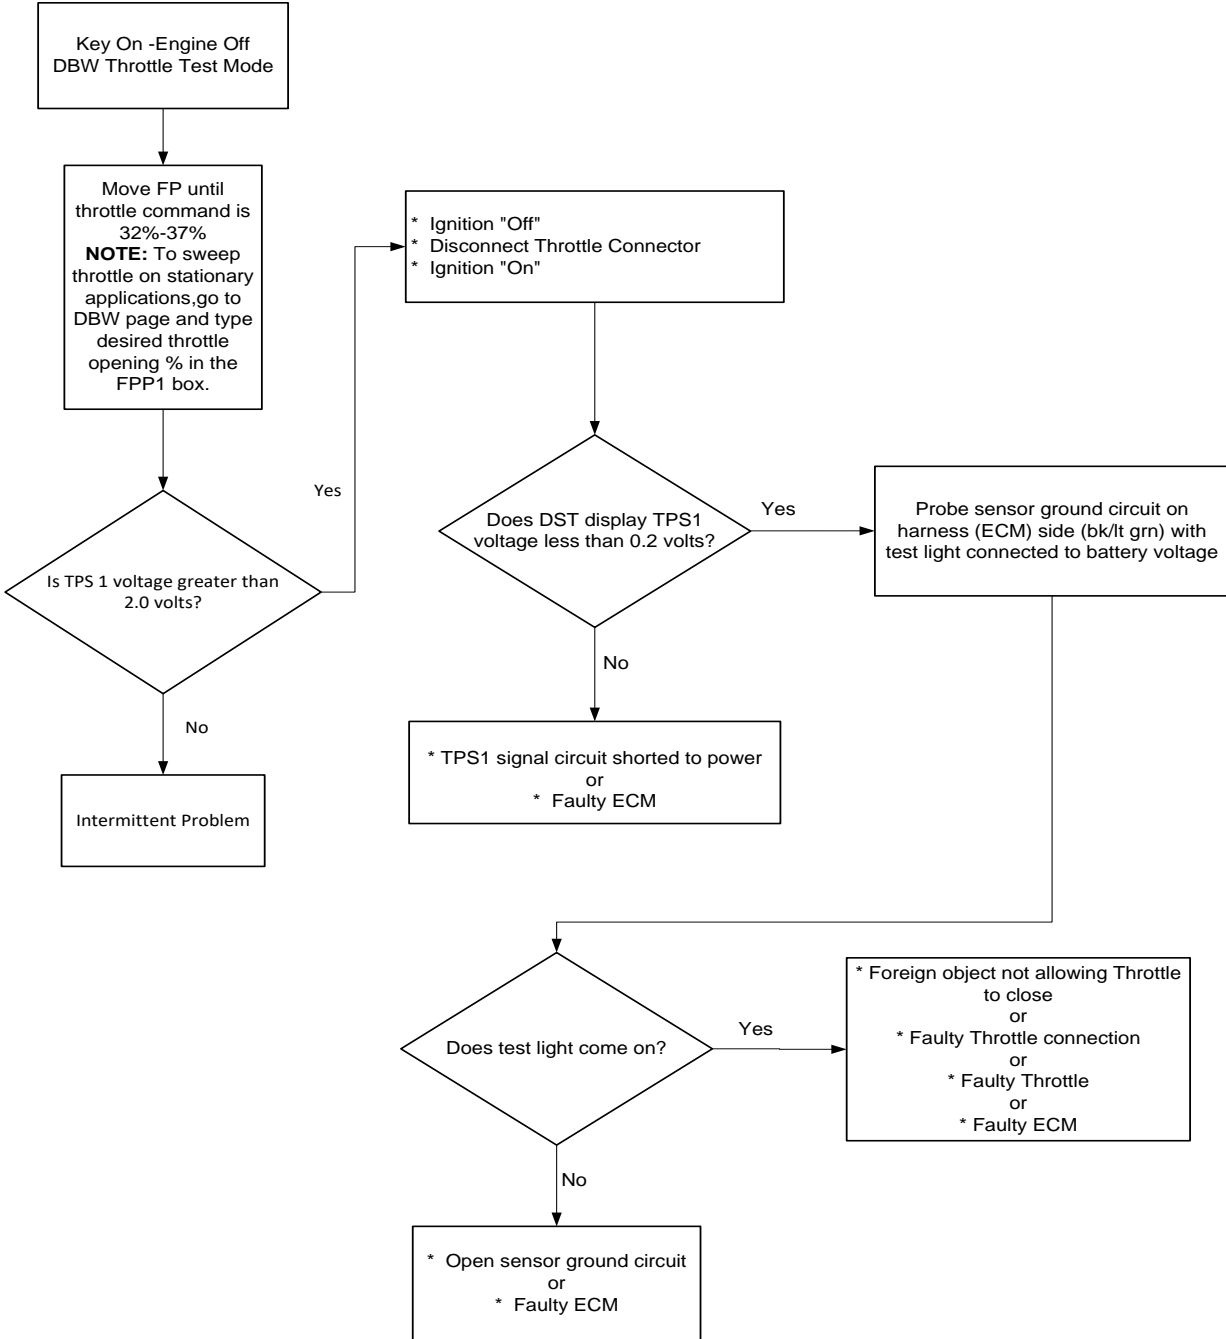 Key On -Engine Off
DBW Throttle Test Mode
Move FP until
throttle command is
32%-37%
NOTE: To sweep
throttle on stationary
applications,go to
DBW page and type
desired throttle
opening % in the
FPP1 box.
Is TPS 1 voltage greater than
2.0 volts?
Yes
No
Intermittent Problem
* Ignition "Off"
* Disconnect Throttle Connector
* Ignition "On"
Does DST display TPS1
voltage less than 0.2 volts?
Yes
No
* TPS1 signal circuit shorted to power
or
* Faulty ECM
Probe sensor ground circuit on
harness (ECM) side (bk/lt grn) with
test light connected to battery voltage
Does test light come on?
Yes
No
* Foreign object not allowing Throttle
to close
or
* Faulty Throttle connection
or
* Faulty Throttle
or
* Faulty ECM
* Open sensor ground circuit
or
* Faulty ECM